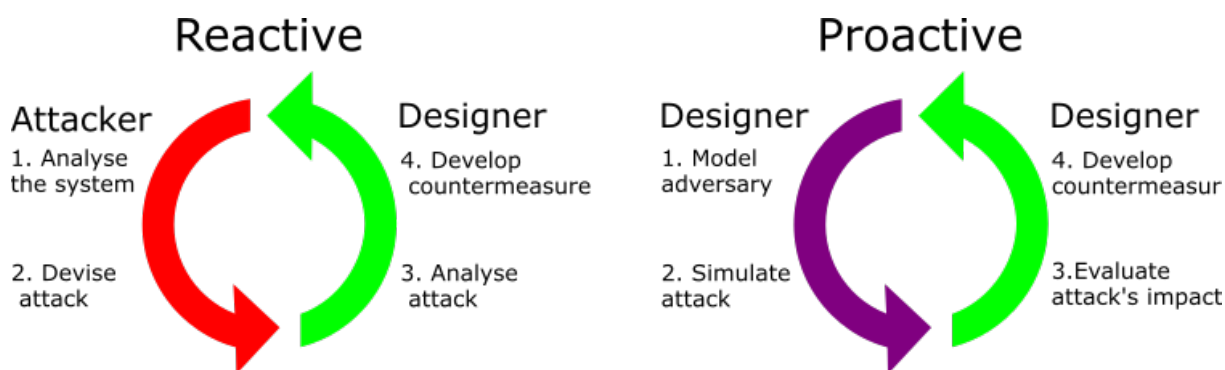 Reactive
Attacker
1. Analyse
the system
2. Devise
attack
Designer
4. Develop
countermeasure
3. Analyse
attack
Proactive
Designer
1. Model
adversary
2. Simulate
attack
Designer
4. Develop
countermeasur
3.Evaluate
attack's impact